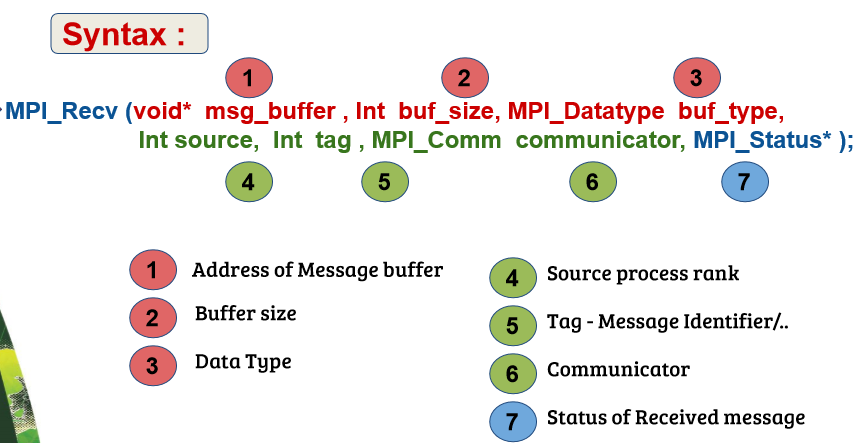 Syntax :
1 2 3
MPI_Recv (void* msg_buffer , Int buf_size, MPI_Datatype buf_type,
Int source, Int tag , MPI_Comm communicator, MPI_Status* );
4 5 6 7
1 Address of Message buffer
2 Buffer size
3 Data Type
4 Source process rank
5 Tag - Message Identifier/..
6 Communicator
7 Status of Received message